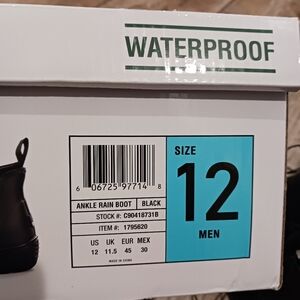 WATERPROOF
6 06725 97714 8
ANKLE RAIN BOOT BLACK
STOCK #: C90418731B
ITEM #: 1795620
US UK EUR MEX
12 11.5 45 30
MADE IN CHINA
SIZE
12
MEN